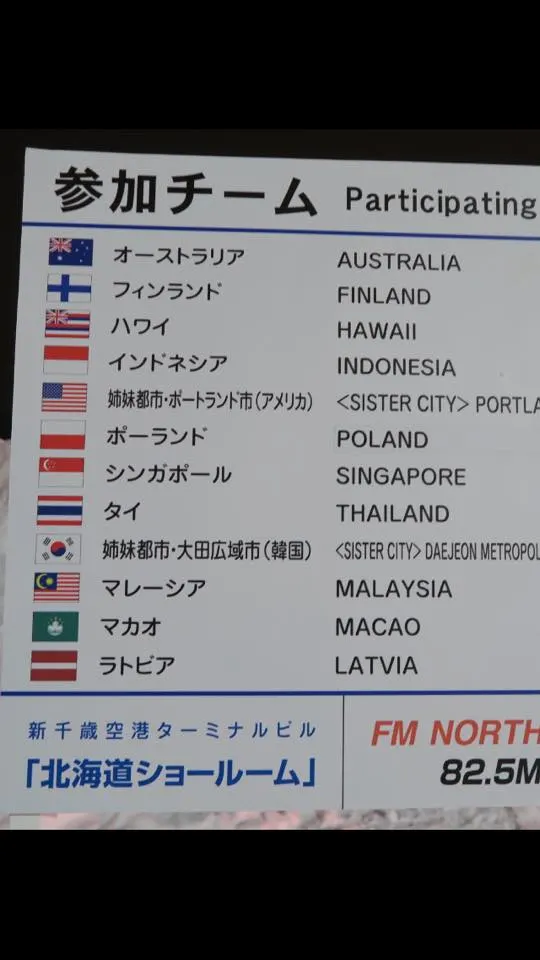 参加チーム Participating
オーストラリア AUSTRALIA
フィンランド FINLAND
ハワイ HAWAII
インドネシア INDONESIA
姉妹都市・ポートランド市(アメリカ) <SISTER CITY> PORTLA
ポーランド POLAND
シンガポール SINGAPORE
タイ THAILAND
姉妹都市・大田広域市(韓国) <SISTER CITY> DAEJEON METROPOL
マレーシア MALAYSIA
マカオ MACAO
ラトビア LATVIA
新千歳空港ターミナルビル
「北海道ショールーム」
FM NORTH
82.5M